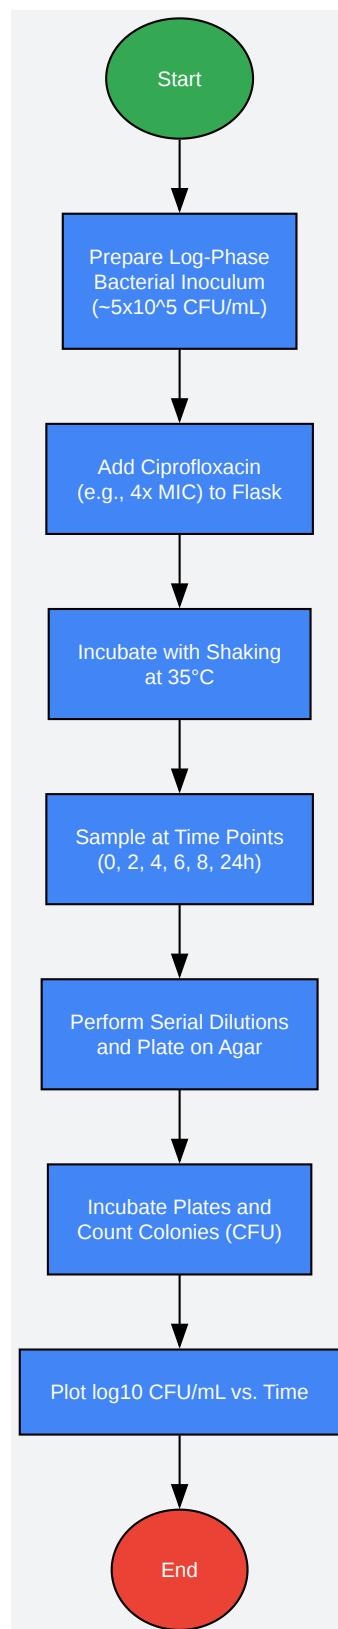 Start
Prepare Log-Phase
Bacterial Inoculum
(~5x10^5 CFU/mL)
Add Ciprofloxacin
(e.g., 4x MIC) to Flask
Incubate with Shaking
at 35°C
Sample at Time Points
(0, 2, 4, 6, 8, 24h)
Perform Serial Dilutions
and Plate on Agar
Incubate Plates and
Count Colonies (CFU)
Plot log10 CFU/mL vs. Time
End